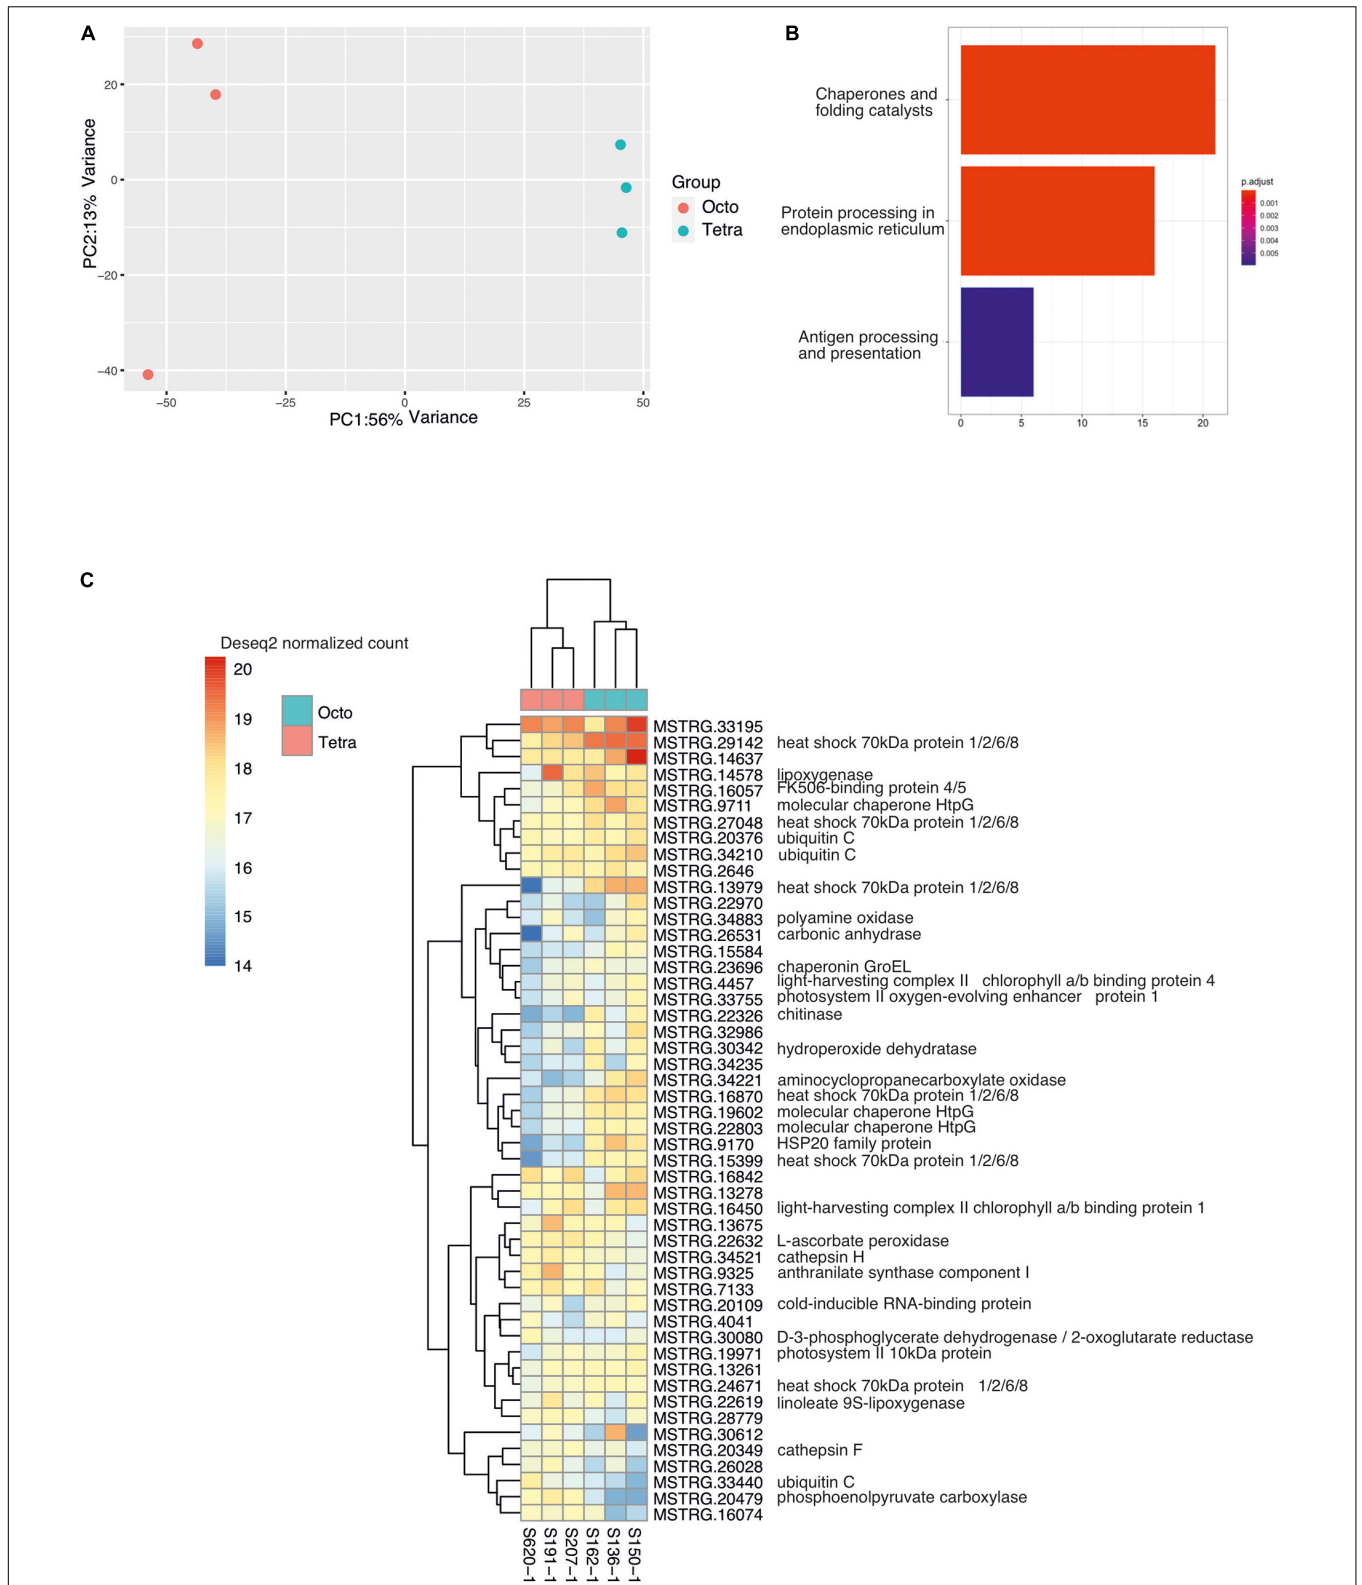 A
20
0
−20
−40
PC2:13% Variance
−50
−25
0
25
50
PC1:56% Variance
Group
Octo
Tetra
B
Chaperones and
folding catalysts
Protein processing in
endoplasmic reticulum
Antigen processing
and presentation
0
5
10
15
20
p.adjust
0.001
0.002
0.003
0.004
0.005
C
Deseq2 normalized count
20
19
18
17
16
15
14
Octo
Tetra
MSTRG.33195
MSTRG.29142 heat shock 70kDa protein 1/2/6/8
MSTRG.14637
MSTRG.14578 lipoxygenase
MSTRG.16057 FK506-binding protein 4/5
MSTRG.9711 molecular chaperone HtpG
MSTRG.27048 heat shock 70kDa protein 1/2/6/8
MSTRG.20376 ubiquitin C
MSTRG.34210 ubiquitin C
MSTRG.2646
MSTRG.13979 heat shock 70kDa protein 1/2/6/8
MSTRG.22970
MSTRG.34883 polyamine oxidase
MSTRG.26531 carbonic anhydrase
MSTRG.15584
MSTRG.23696 chaperonin GroEL
MSTRG.4457 light-harvesting complex II chlorophyll a/b binding protein 4
MSTRG.33755 photosystem II oxygen-evolving enhancer protein 1
MSTRG.22326 chitinase
MSTRG.32986
MSTRG.30342 hydroperoxide dehydratase
MSTRG.34235
MSTRG.34221 aminocyclopropanecarboxylate oxidase
MSTRG.16870 heat shock 70kDa protein 1/2/6/8
MSTRG.19602 molecular chaperone HtpG
MSTRG.22803 molecular chaperone HtpG
MSTRG.9170 HSP20 family protein
MSTRG.15399 heat shock 70kDa protein 1/2/6/8
MSTRG.16842
MSTRG.13278
MSTRG.16450 light-harvesting complex II chlorophyll a/b binding protein 1
MSTRG.13675
MSTRG.22632 L-ascorbate peroxidase
MSTRG.34521 cathepsin H
MSTRG.9325 anthranilate synthase component I
MSTRG.7133
MSTRG.20109 cold-inducible RNA-binding protein
MSTRG.4041
MSTRG.30080 D-3-phosphoglycerate dehydrogenase / 2-oxoglutarate reductase
MSTRG.19971 photosystem II 10kDa protein
MSTRG.13261
MSTRG.24671 heat shock 70kDa protein 1/2/6/8
MSTRG.22619 linoleate 9S-lipoxygenase
MSTRG.28779
MSTRG.30612
MSTRG.20349 cathepsin F
MSTRG.26028
MSTRG.33440 ubiquitin C
MSTRG.20479 phosphoenolpyruvate carboxylase
MSTRG.16074
S620-1
S191-1
S207-1
S162-1
S136-1
S150-1